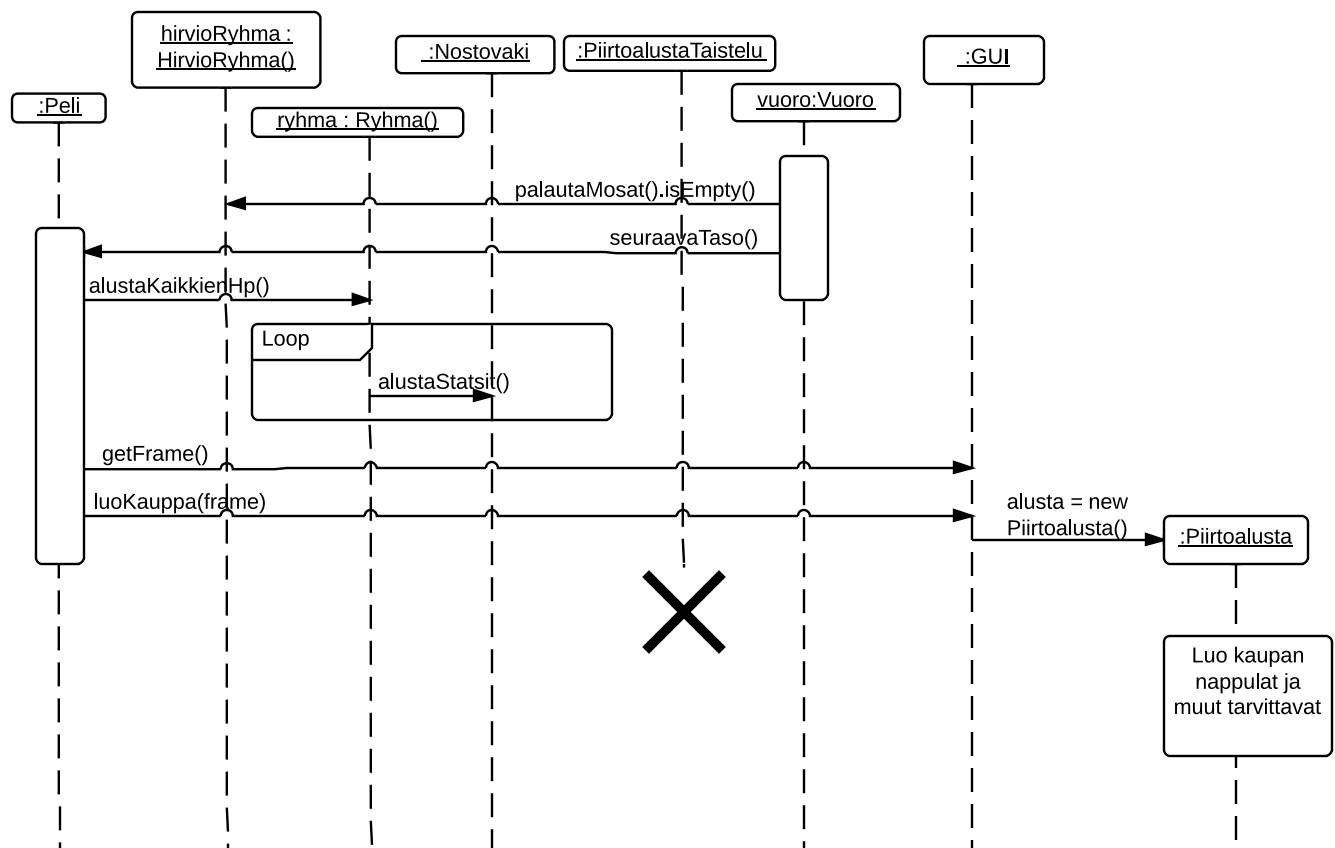 hirvioRyhma :
HirvioRyhma()
:Nostovaki
:PiirtoalustaTaistelu
:GUI
:Peli
ryhma : Ryhma()
vuoro:Vuoro
palautaMosat().isEmpty()
seuraavaTaso()
alustaKaikkienHp()
Loop
alustaStatsit()
getFrame()
luoKauppa(frame)
alusta = new
Piirtoalusta()
:Piirtoalusta
Luo kaupan
nappulat ja
muut tarvittavat